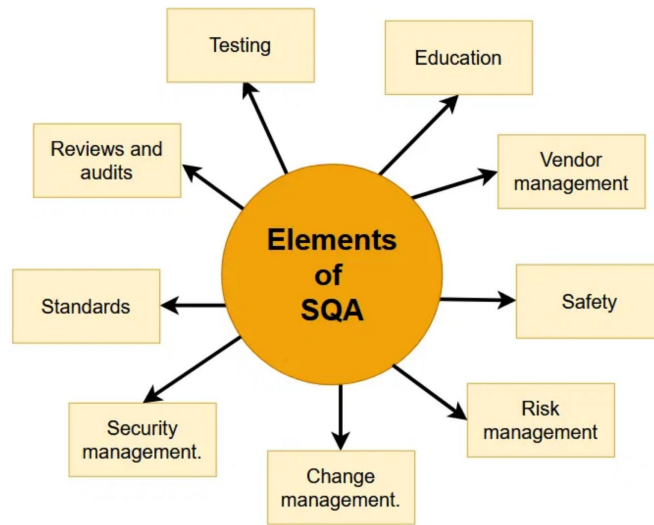 Testing
Education
Reviews and
audits
Vendor
management
Elements
of
SQA
Standards
Safety
Security
management.
Risk
management
Change
management.